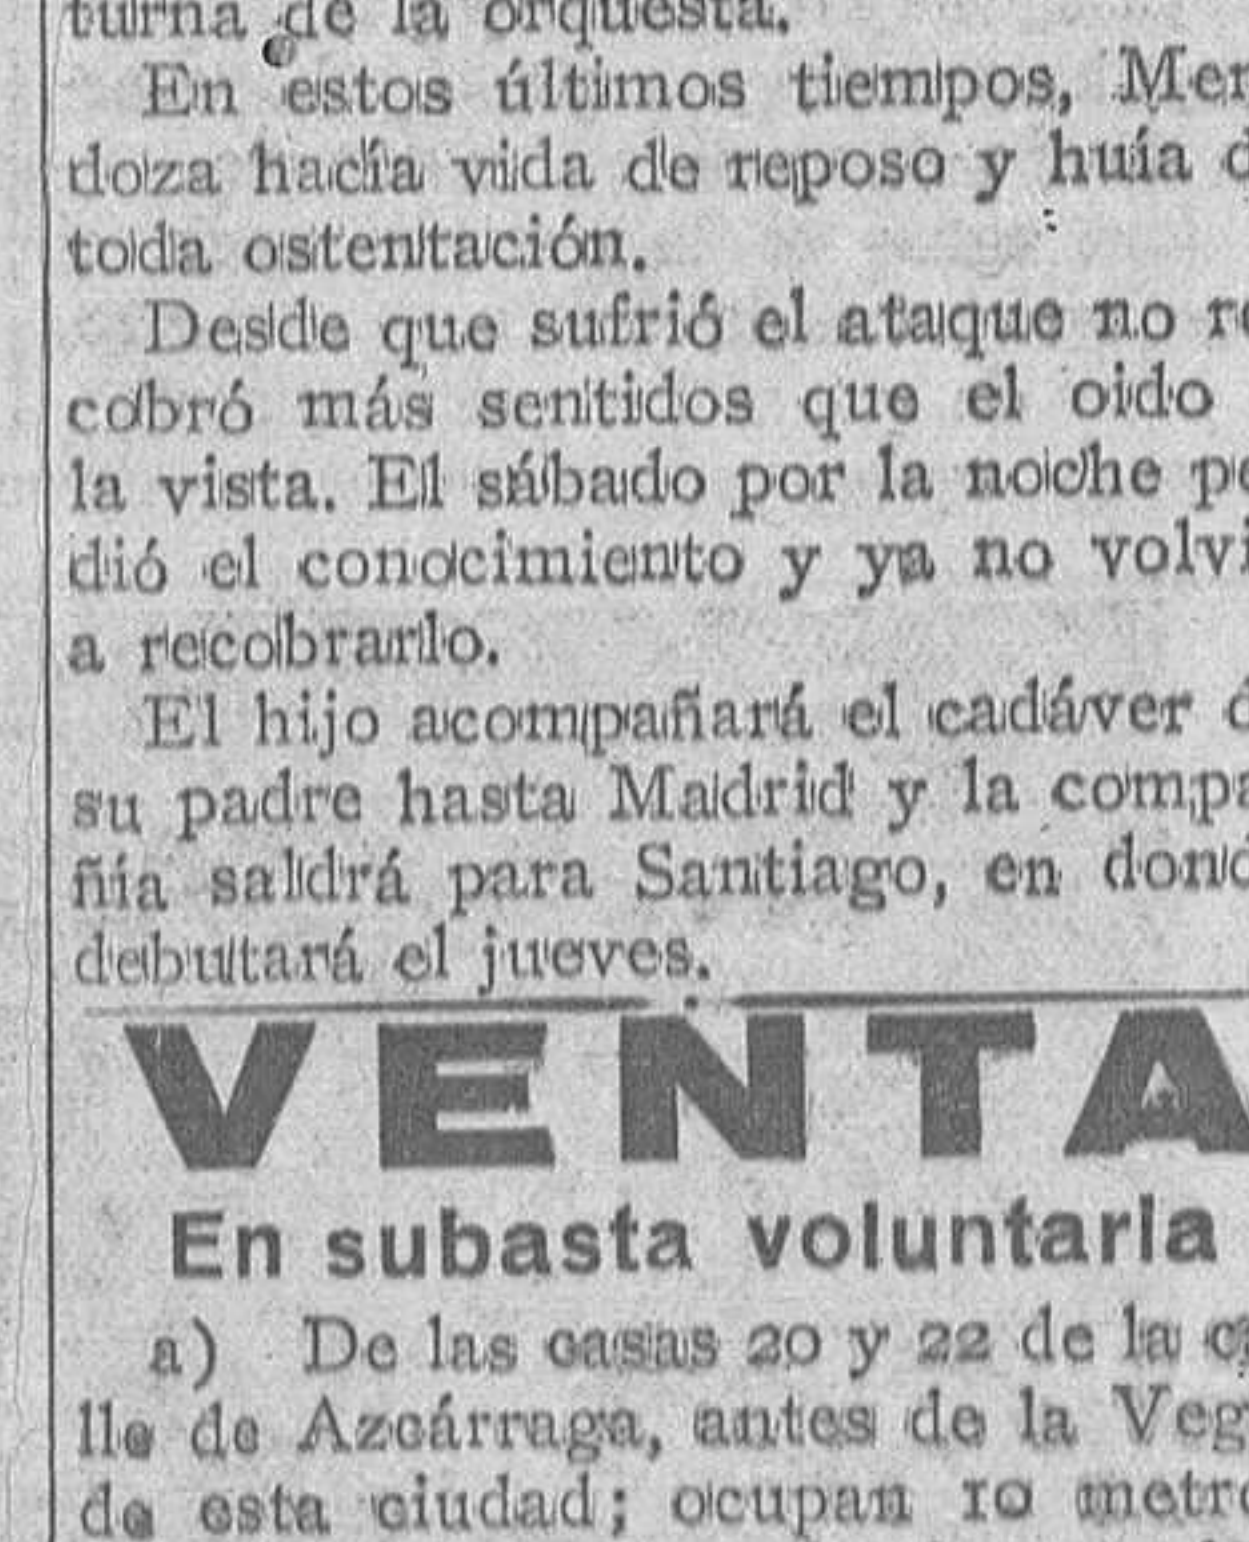 turna de la orquesta.
En estos últimos tiempos, Men
doza hacía vida de reposo y huía d
toda ostentación.
Desde que sufrió el ataque no re
cobró más sentidos que el oido
la vista. El sábado por la noche pe
dió el conocimiento y ya no volvi
a recobrarlo.
El hijo acompañará el cadáver d
su padre hasta Madrid y la compa
ñía saldrá para Santiago, en dond
debutará el jueves.
VENTA
En subasta voluntaria
a) De las casas 20 y 22 de la ca
lle de Azcárraga, antes de la Veg
de esta ciudad; ocupan 10 metro